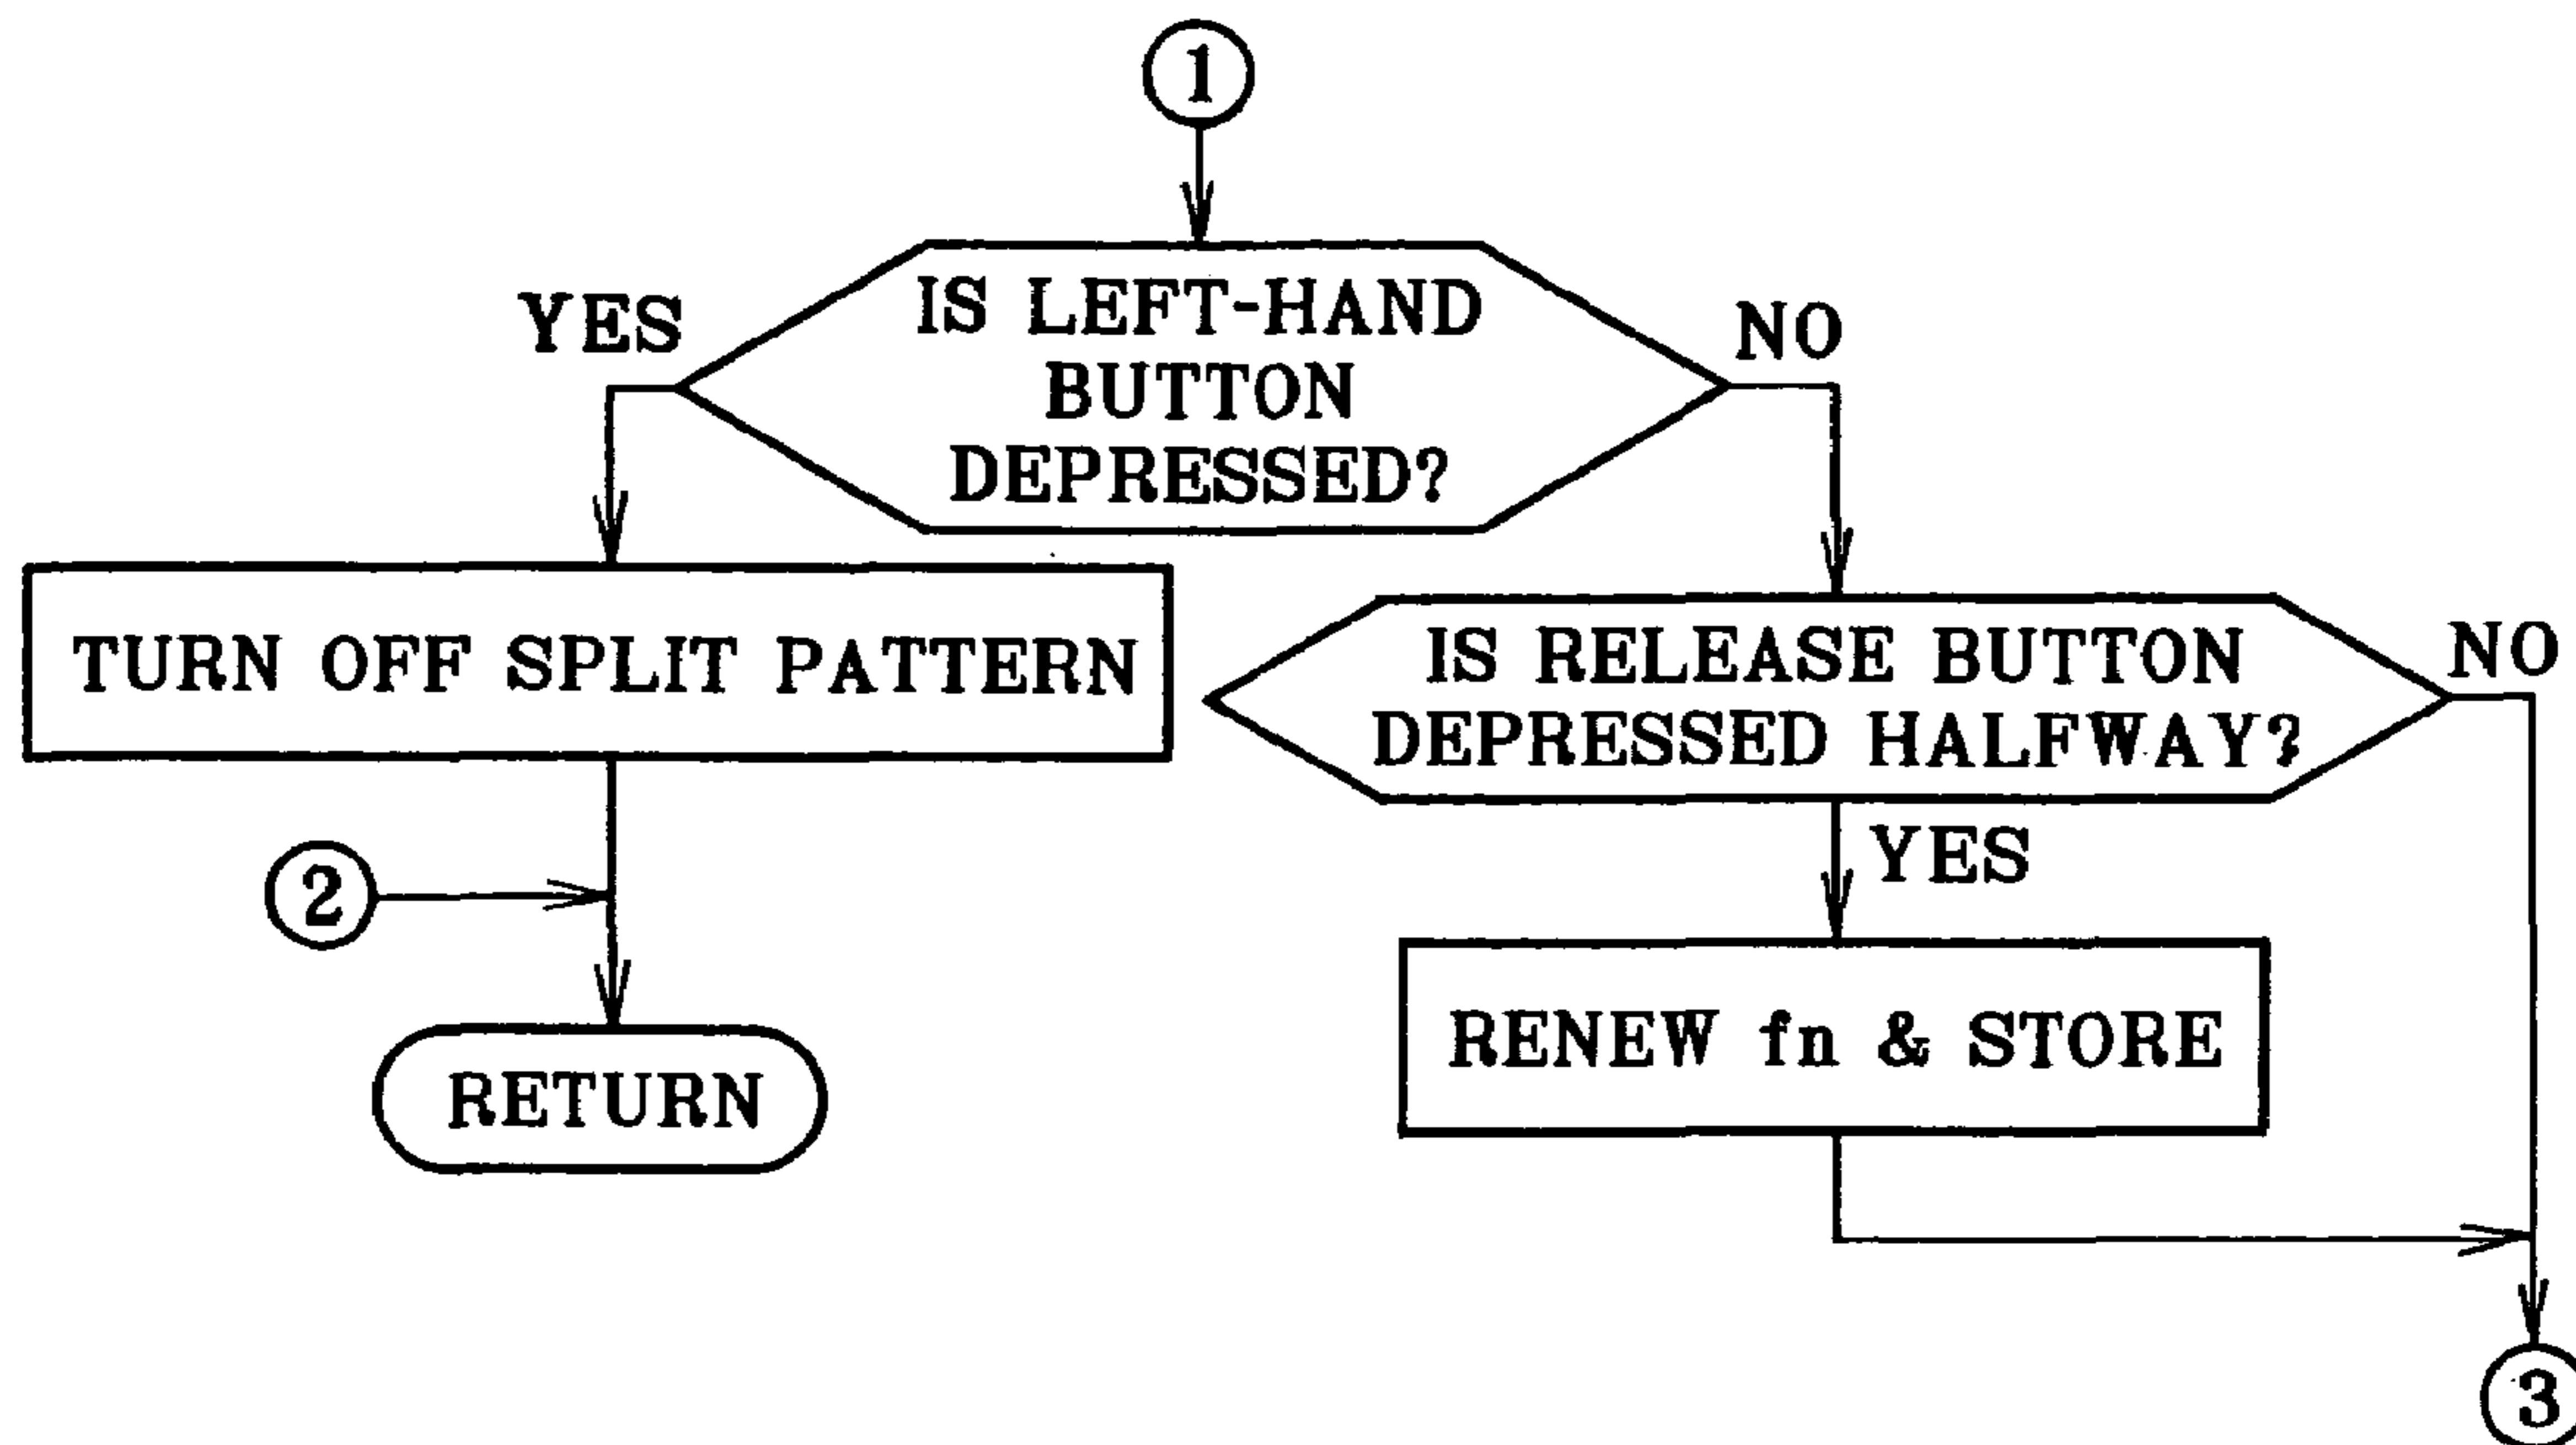 1
IS LEFT-HAND
BUTTON
DEPRESSED?
YES
NO
TURN OFF SPLIT PATTERN
IS RELEASE BUTTON
DEPRESSED HALFWAY?
NO
YES
2
RENEW fn & STORE
RETURN
3